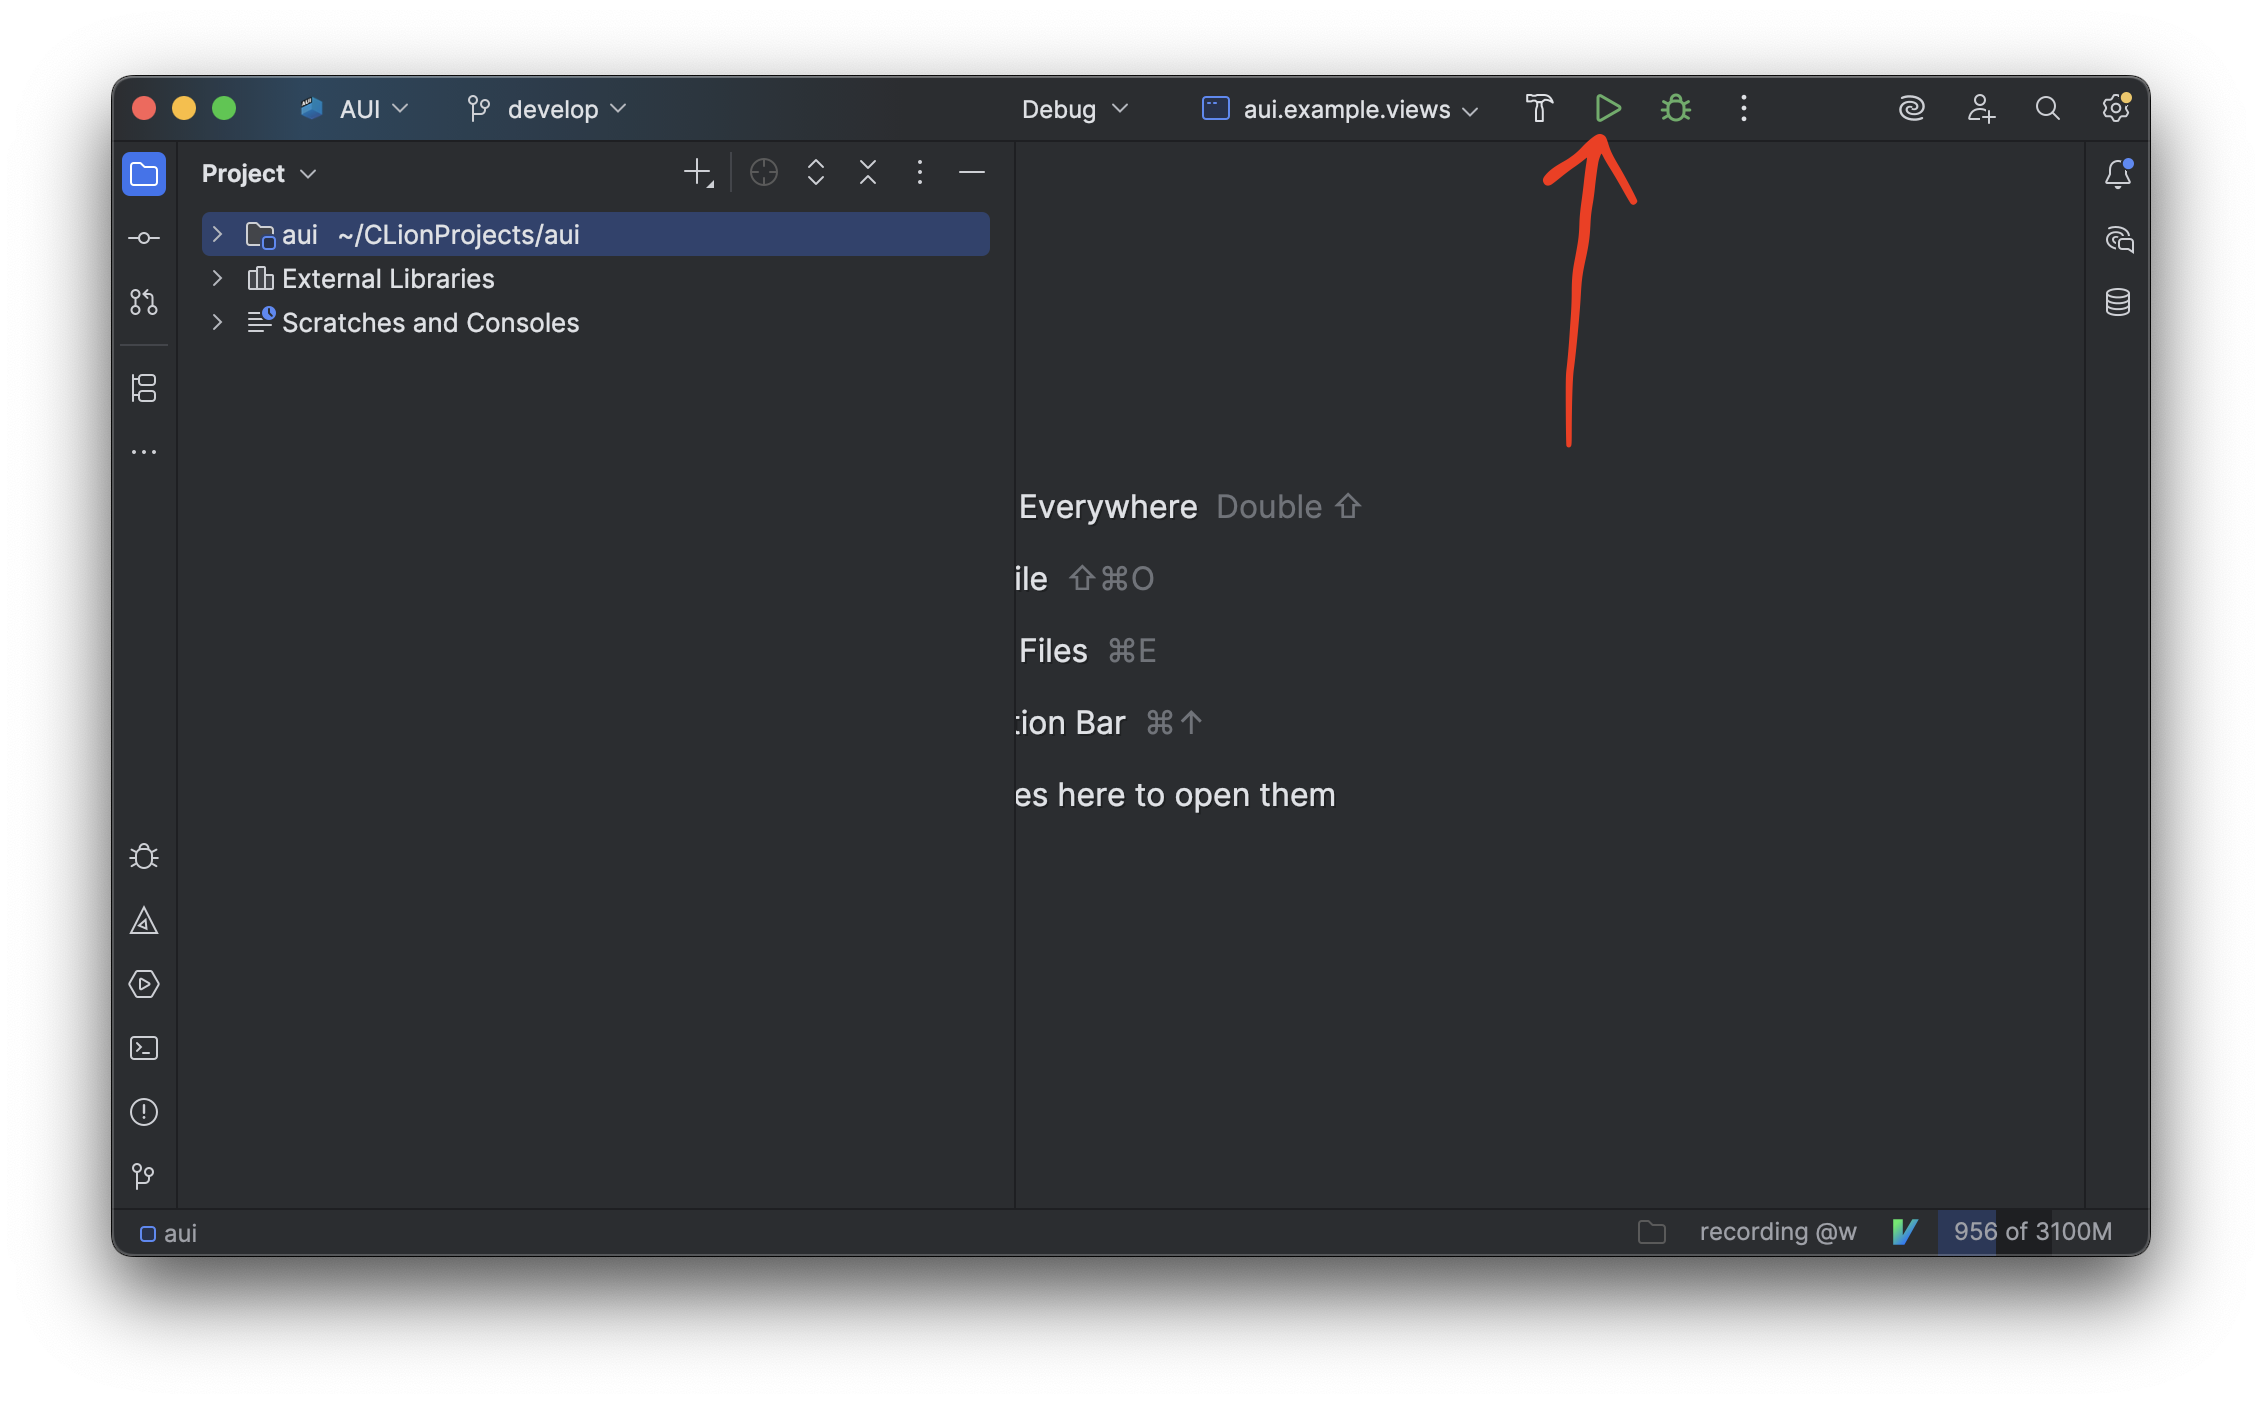 AUI develop Debug aui.example.views
Project
aui ~/CLionProjects/aui
External Libraries
Scratches and Consoles
Everywhere Double ⇧
ile ⇧⌘O
Files ⌘E
tion Bar ⌘↑
es here to open them
aui recording @w 956 of 3100M